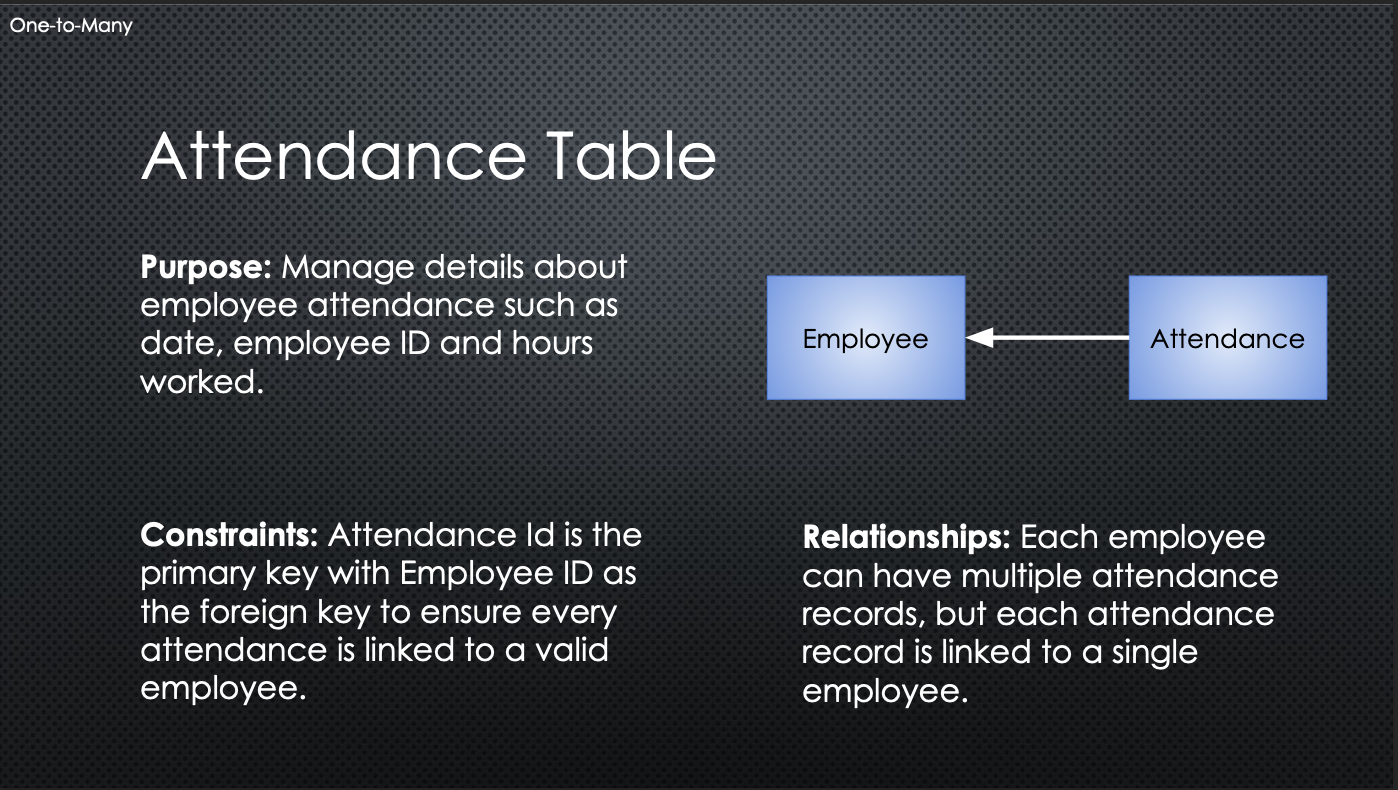 One-to-Many
Attendance Table
Purpose: Manage details about
employee attendance such as
date, employee ID and hours
worked.
Employee
Attendance
Constraints: Attendance Id is the
primary key with Employee ID as
the foreign key to ensure every
attendance is linked to a valid
employee.
Relationships: Each employee
can have multiple attendance
records, but each attendance
record is linked to a single
employee.